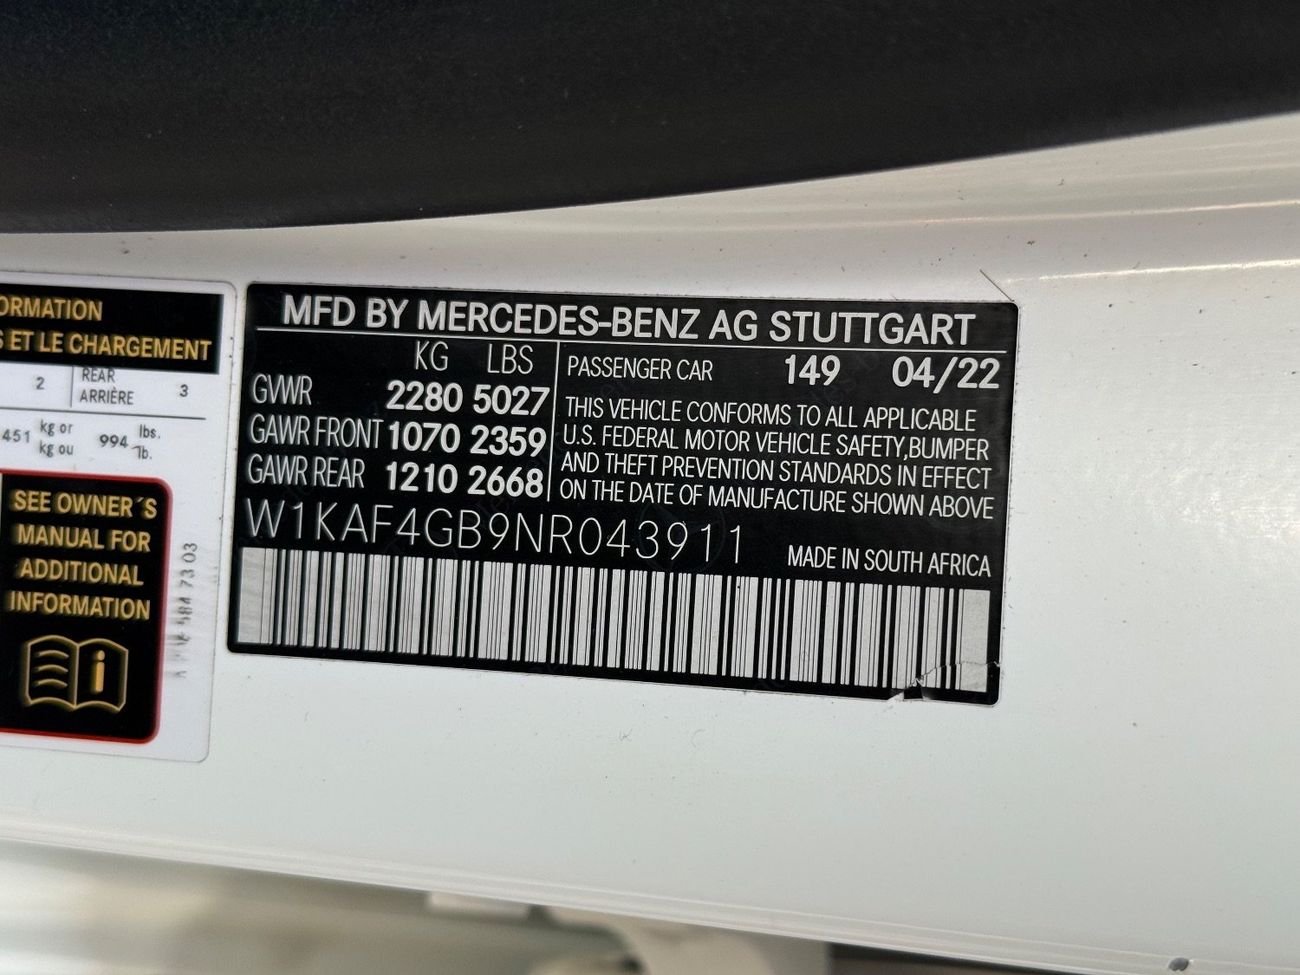 ORMATION
S ET LE CHARGEMENT
2 REAR ARRIÈRE 3
451 kg or kg ou 994 lbs. lb.
SEE OWNER´S
MANUAL FOR
ADDITIONAL
INFORMATION
MFD BY MERCEDES-BENZ AG STUTTGART
KG LBS
GVWR 2280 5027
GAWR FRONT 1070 2359
GAWR REAR 1210 2668
PASSENGER CAR 149 04/22
THIS VEHICLE CONFORMS TO ALL APPLICABLE
U.S. FEDERAL MOTOR VEHICLE SAFETY,BUMPER
AND THEFT PREVENTION STANDARDS IN EFFECT
ON THE DATE OF MANUFACTURE SHOWN ABOVE
W1KAF4GB9NR043911
MADE IN SOUTH AFRICA